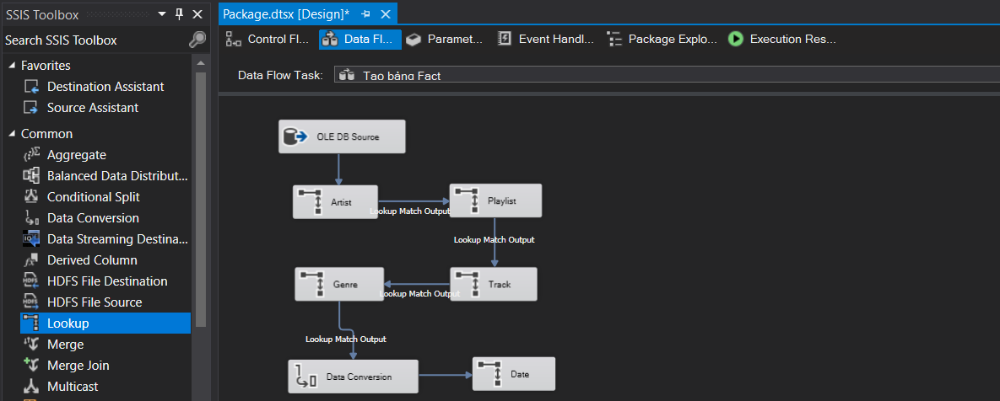 SSIS Toolbox
Search SSIS Toolbox
Favorites
Destination Assistant
Source Assistant
Common
Aggregate
Balanced Data Distribut...
Conditional Split
Data Conversion
Data Streaming Destina...
Derived Column
HDFS File Destination
HDFS File Source
Lookup
Merge
Merge Join
Multicast
Package.dtsx [Design]*
Control Fl...
Data Fl...
Paramet...
Event Handl...
Package Explo...
Execution Res...
Data Flow Task:
Tạo bảng Fact
OLE DB Source
Artist
Lookup Match Output
Playlist
Lookup Match Output
Genre
Lookup Match Output
Track
Lookup Match Output
Data Conversion
Date